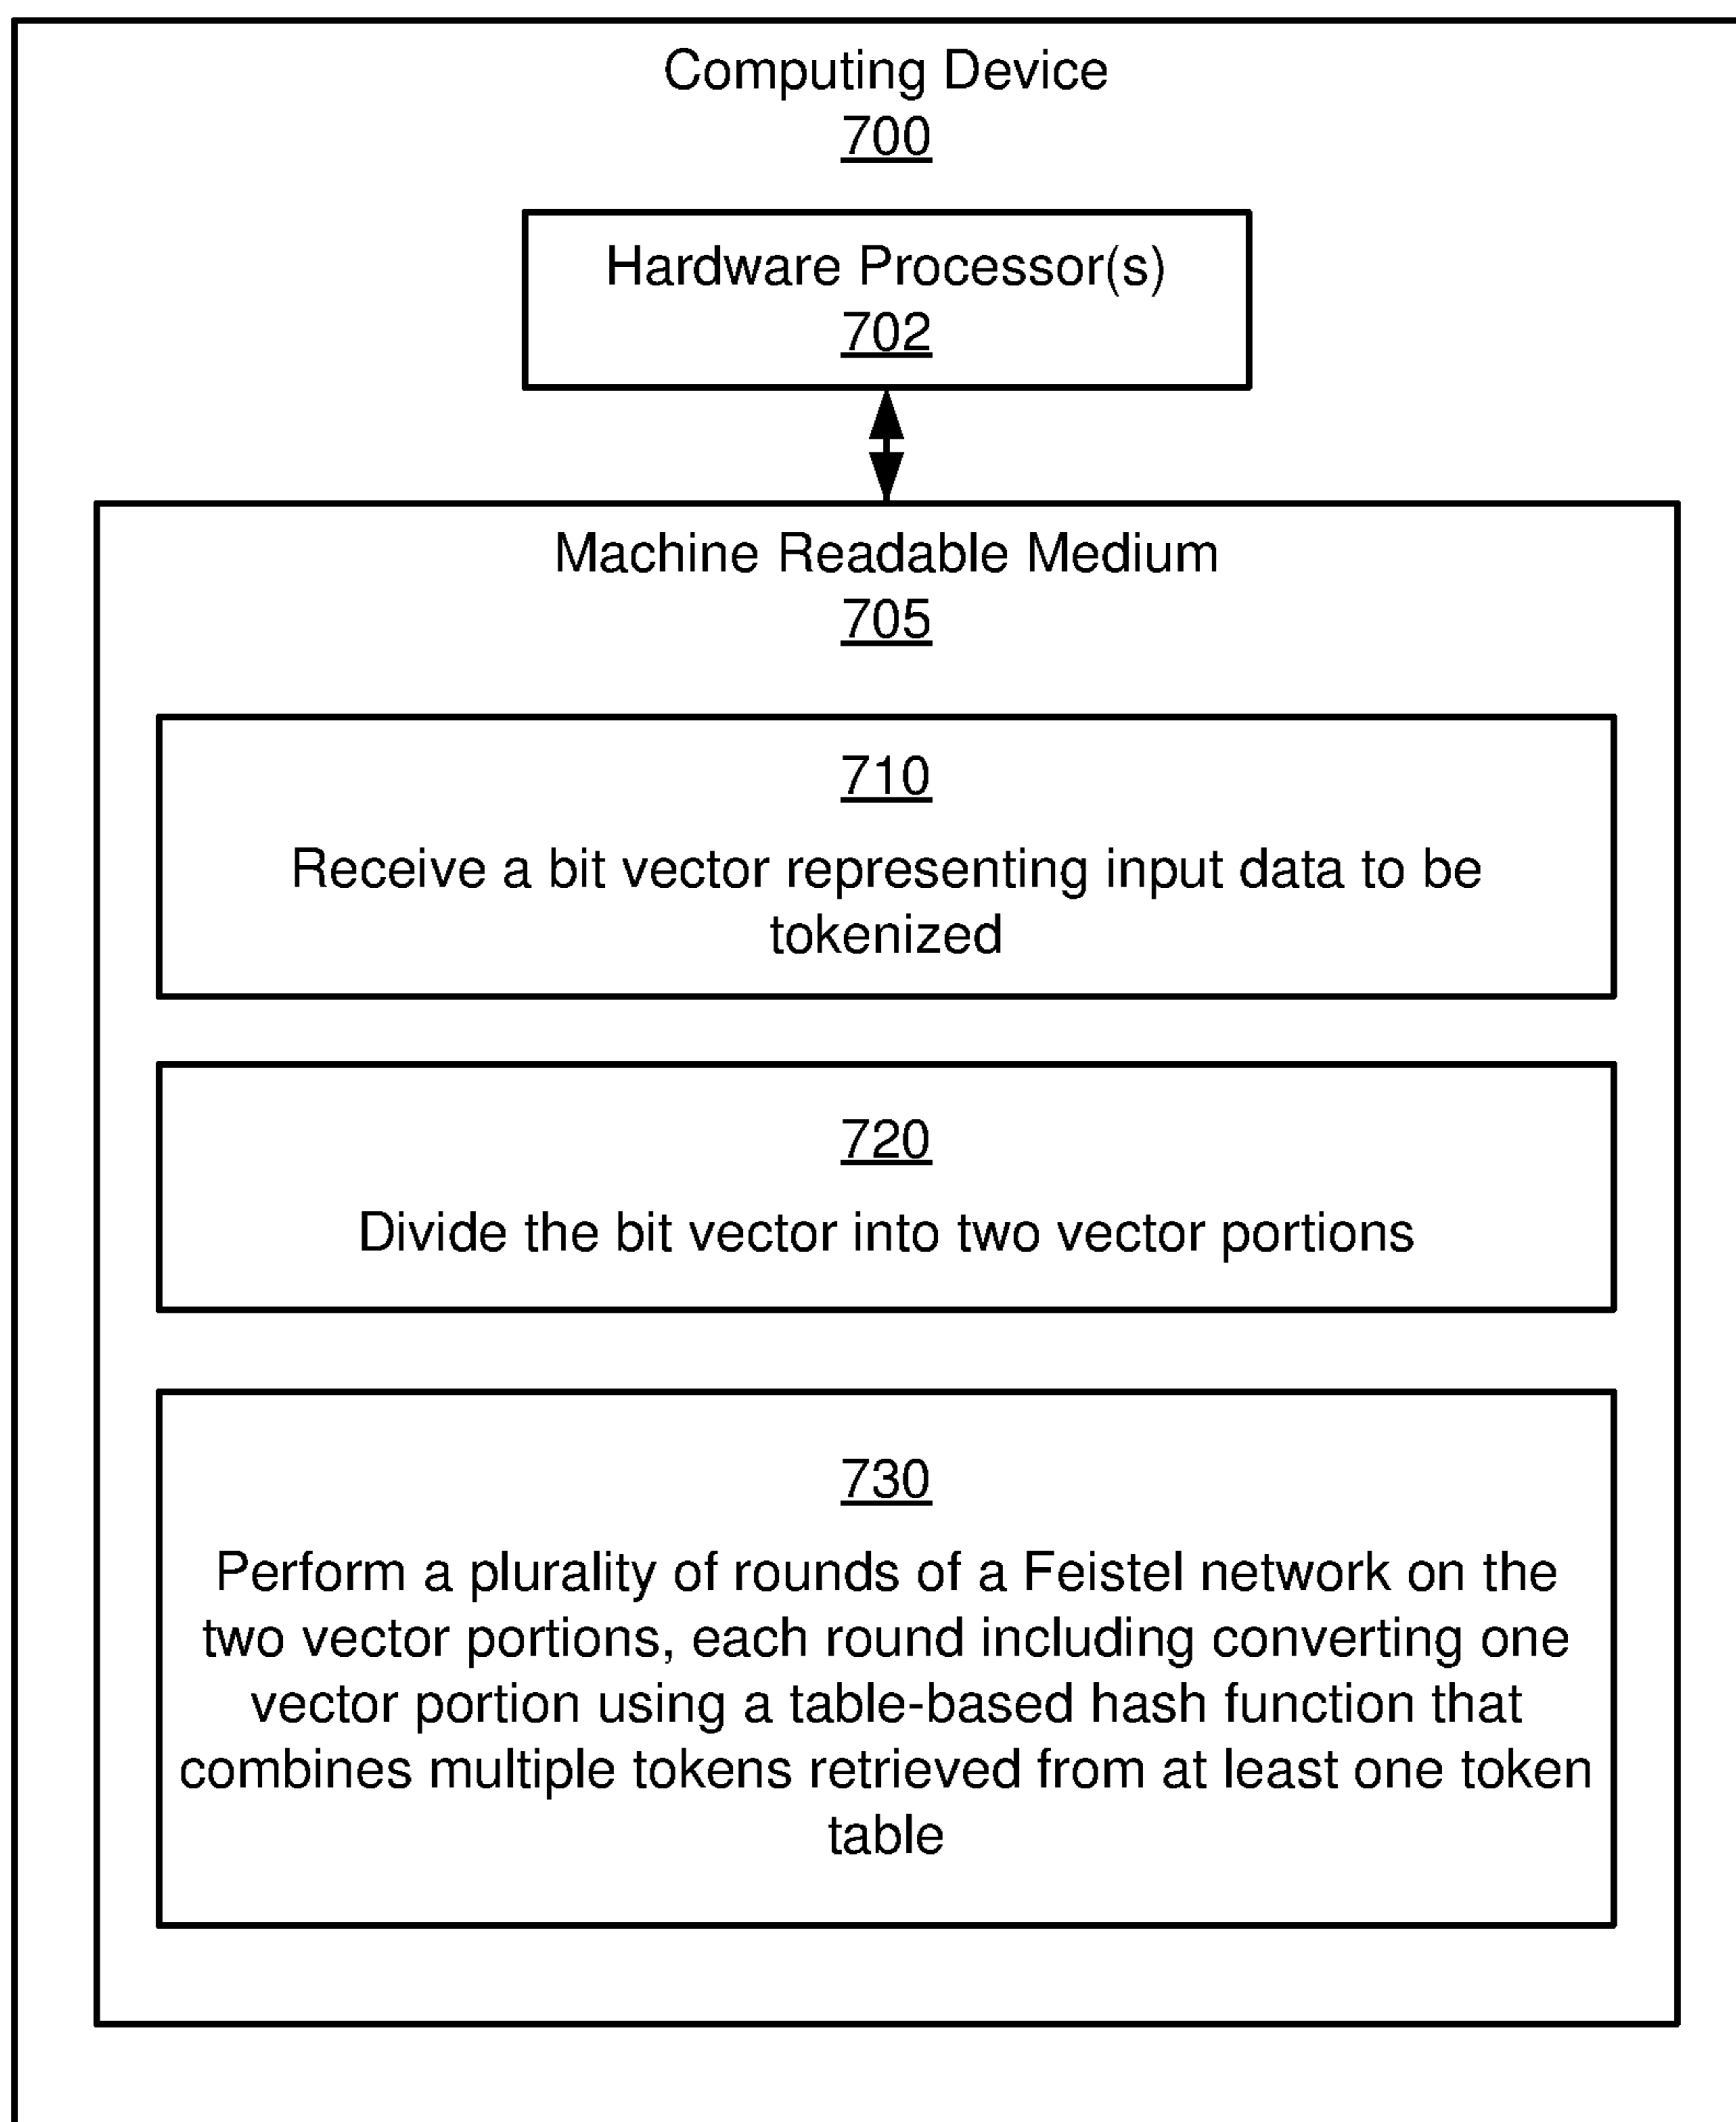 Computing Device
700
Hardware Processor(s)
702
Machine Readable Medium
705
710
Receive a bit vector representing input data to be
tokenized
720
Divide the bit vector into two vector portions
730
Perform a plurality of rounds of a Feistel network on the
two vector portions, each round including converting one
vector portion using a table-based hash function that
combines multiple tokens retrieved from at least one token
table